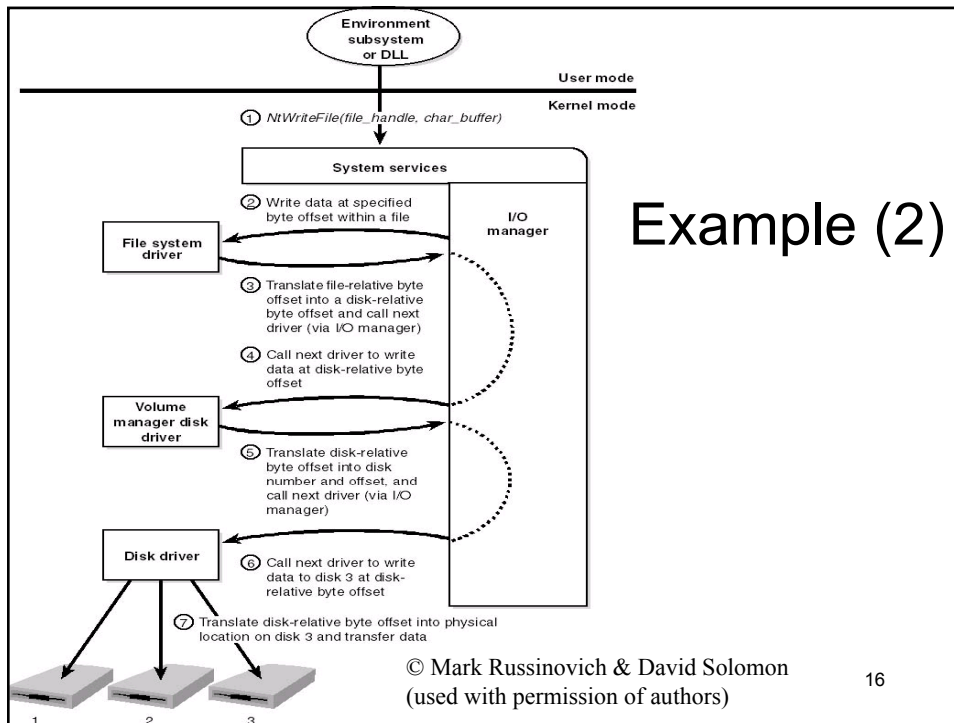 Environment
subsystem
or DLL
User mode
Kernel mode
1 NtWriteFile(file_handle, char_buffer)
System services
2 Write data at specified
byte offset within a file
I/O
manager
Example (2)
File system
driver
3 Translate file-relative byte
offset into a disk-relative
byte offset and call next
driver (via I/O manager)
4 Call next driver to write
data at disk-relative byte
offset
Volume
manager disk
driver
5 Translate disk-relative
byte offset into disk
number and offset, and
call next driver (via I/O
manager)
Disk driver
6 Call next driver to write
data to disk 3 at disk-
relative byte offset
7 Translate disk-relative byte offset into physical
location on disk 3 and transfer data
1 2 3
© Mark Russinovich & David Solomon
(used with permission of authors)
16